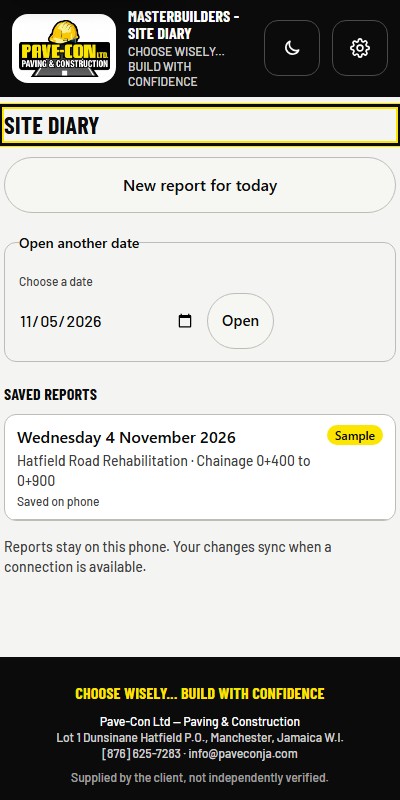 PAVE-CON LTD.
PAVING & CONSTRUCTION
MASTERBUILDERS -
SITE DIARY
CHOOSE WISELY...
BUILD WITH
CONFIDENCE
SITE DIARY
New report for today
Open another date
Choose a date
11/05/2026
Open
SAVED REPORTS
Wednesday 4 November 2026
Sample
Hatfield Road Rehabilitation · Chainage 0+400 to
0+900
Saved on phone
Reports stay on this phone. Your changes sync when a
connection is available.
CHOOSE WISELY... BUILD WITH CONFIDENCE
Pave-Con Ltd — Paving & Construction
Lot 1 Dunsinane Hatfield P.O., Manchester, Jamaica W.I.
[876] 625-7283 · info@paveconja.com
Supplied by the client, not independently verified.